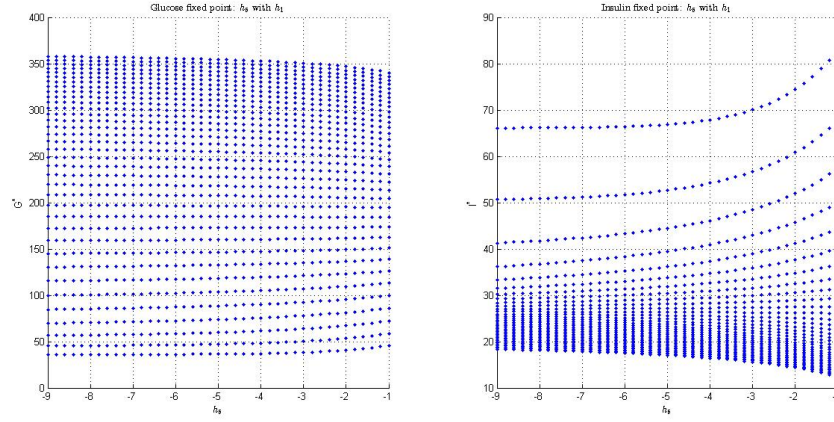 Glucose fixed point: h₈ with h₁
400
350
300
250
200
150
100
50
0
G*
-9 -8 -7 -6 -5 -4 -3 -2 -1
h₈
Insulin fixed point: h₈ with h₁
90
80
70
60
50
40
30
20
10
I*
-9 -8 -7 -6 -5 -4 -3 -2 -1
h₈